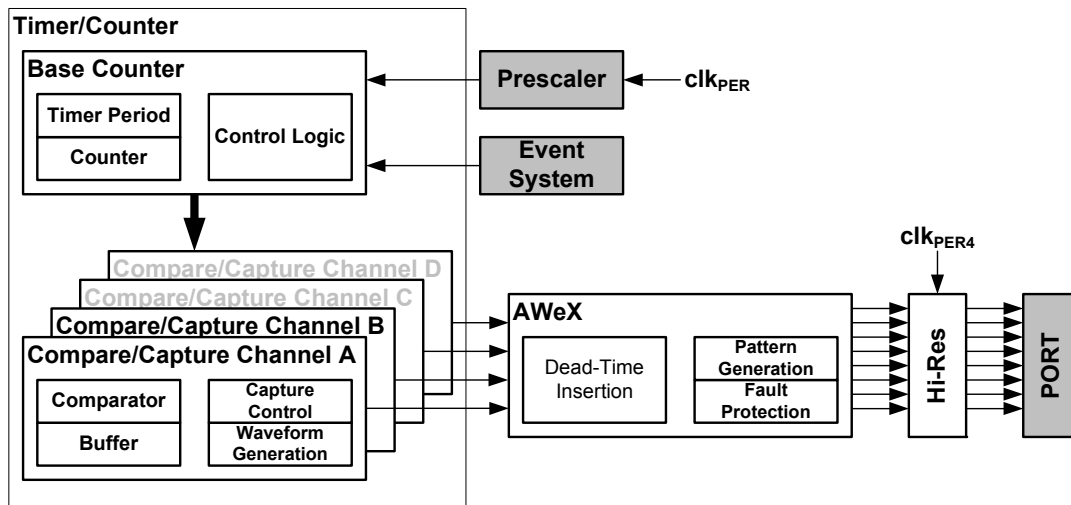 Timer/Counter
Base Counter
Timer Period
Counter
Control Logic
Prescaler
clkPER
Event
System
Compare/Capture Channel D
Compare/Capture Channel C
Compare/Capture Channel B
Compare/Capture Channel A
Comparator
Buffer
Capture
Control
Waveform
Generation
AWeX
Dead-Time
Insertion
Pattern
Generation
Fault
Protection
clkPER4
Hi-Res
PORT